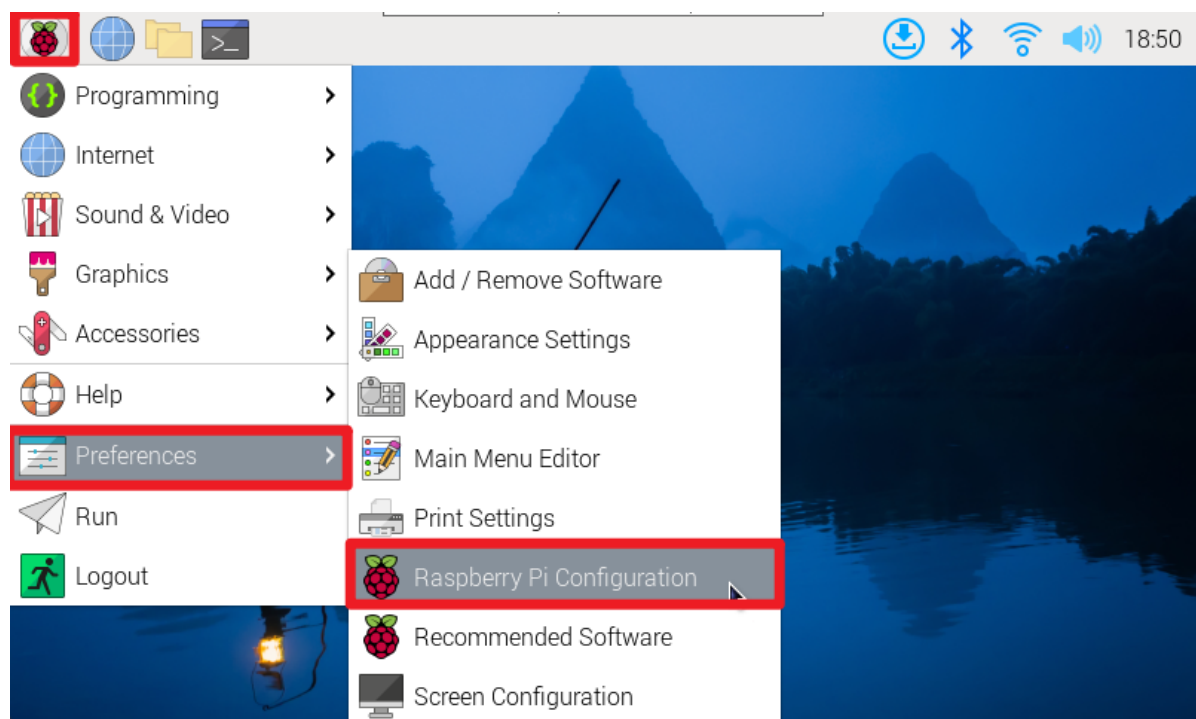 18:50
Programming
Internet
Sound & Video
Graphics
Accessories
Help
Preferences
Run
Logout
Add / Remove Software
Appearance Settings
Keyboard and Mouse
Main Menu Editor
Print Settings
Raspberry Pi Configuration
Recommended Software
Screen Configuration